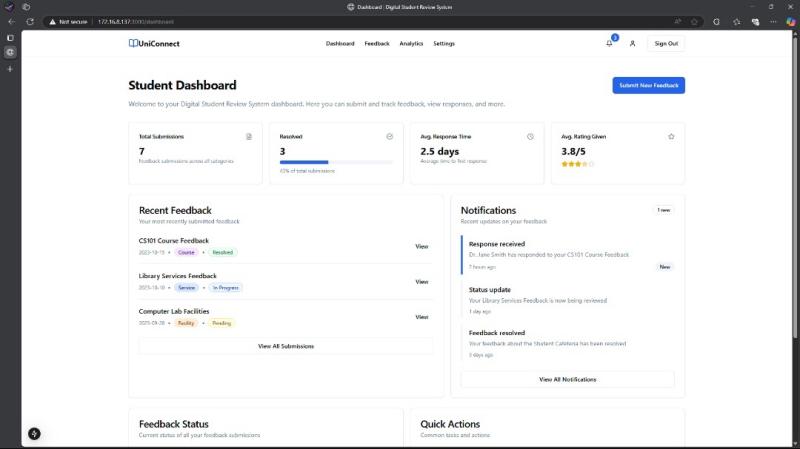 Dashboard | Digital Student Review System
Not secure 172.16.8.137:3000/dashboard
UniConnect
Dashboard Feedback Analytics Settings
3
Sign Out
Student Dashboard
Submit New Feedback
Welcome to your Digital Student Review System dashboard. Here you can submit and track feedback, view responses, and more.
Total Submissions
7
Feedback submissions across all categories
Resolved
3
43% of total submissions
Avg. Response Time
2.5 days
Average time to first response
Avg. Rating Given
3.8/5
Recent Feedback
Your most recently submitted feedback
CS101 Course Feedback
2023-10-15 • Course • Resolved
View
Library Services Feedback
2023-10-10 • Service • In Progress
View
Computer Lab Facilities
2023-09-28 • Facility • Pending
View
View All Submissions
Notifications
1 new
Recent updates on your feedback
Response received
Dr. Jane Smith has responded to your CS101 Course Feedback
2 hours ago
New
Status update
Your Library Services Feedback is now being reviewed
1 day ago
Feedback resolved
Your feedback about the Student Cafeteria has been resolved
3 days ago
View All Notifications
Feedback Status
Current status of all your feedback submissions
Quick Actions
Common tasks and actions